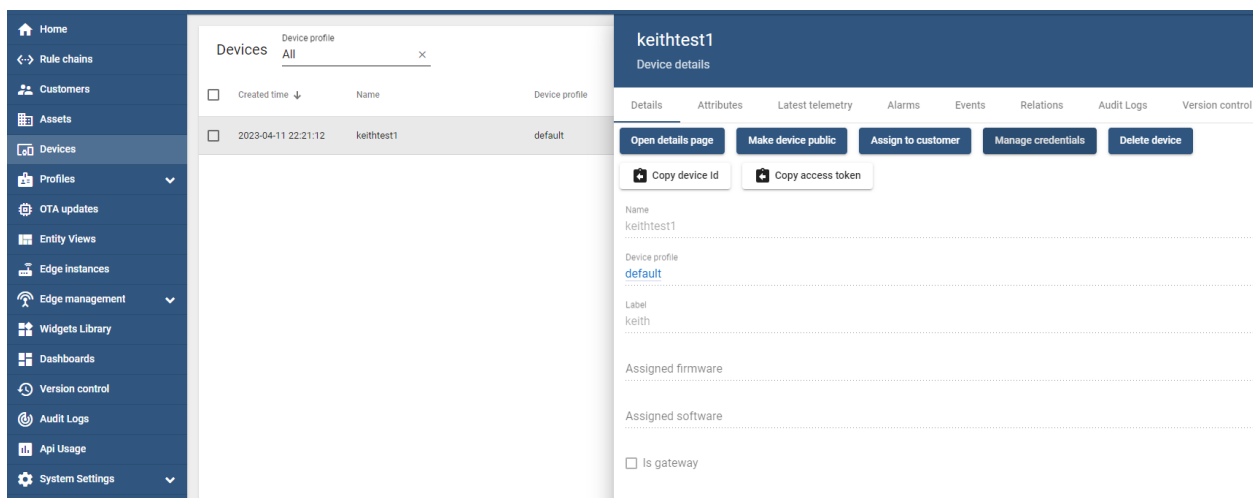 Home
Rule chains
Customers
Assets
Devices
Profiles
OTA updates
Entity Views
Edge instances
Edge management
Widgets Library
Dashboards
Version control
Audit Logs
Api Usage
System Settings
Devices
Device profile
All
Created time Name Device profile
2023-04-11 22:21:12 keithtest1 default
keithtest1
Device details
Details Attributes Latest telemetry Alarms Events Relations Audit Logs Version control
Open details page Make device public Assign to customer Manage credentials Delete device
Copy device Id Copy access token
Name
keithtest1
Device profile
default
Label
keith
Assigned firmware
Assigned software
Is gateway